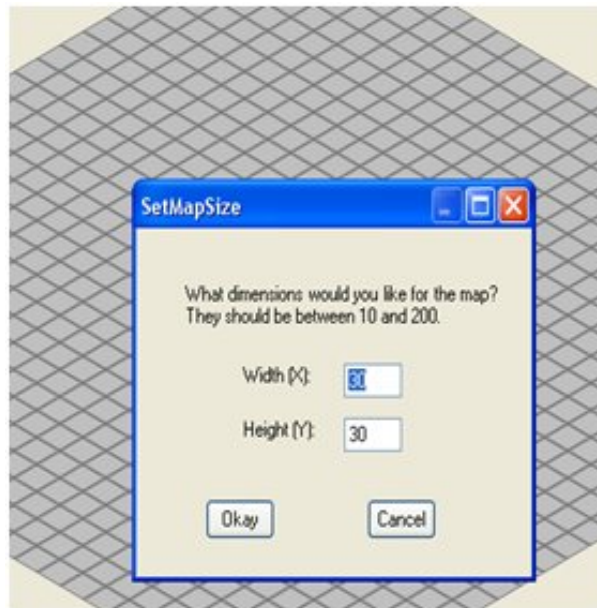 SetMapSize
What dimensions would you like for the map?
They should be between 10 and 200.
Width (X): 30
Height (Y): 30
Okay Cancel